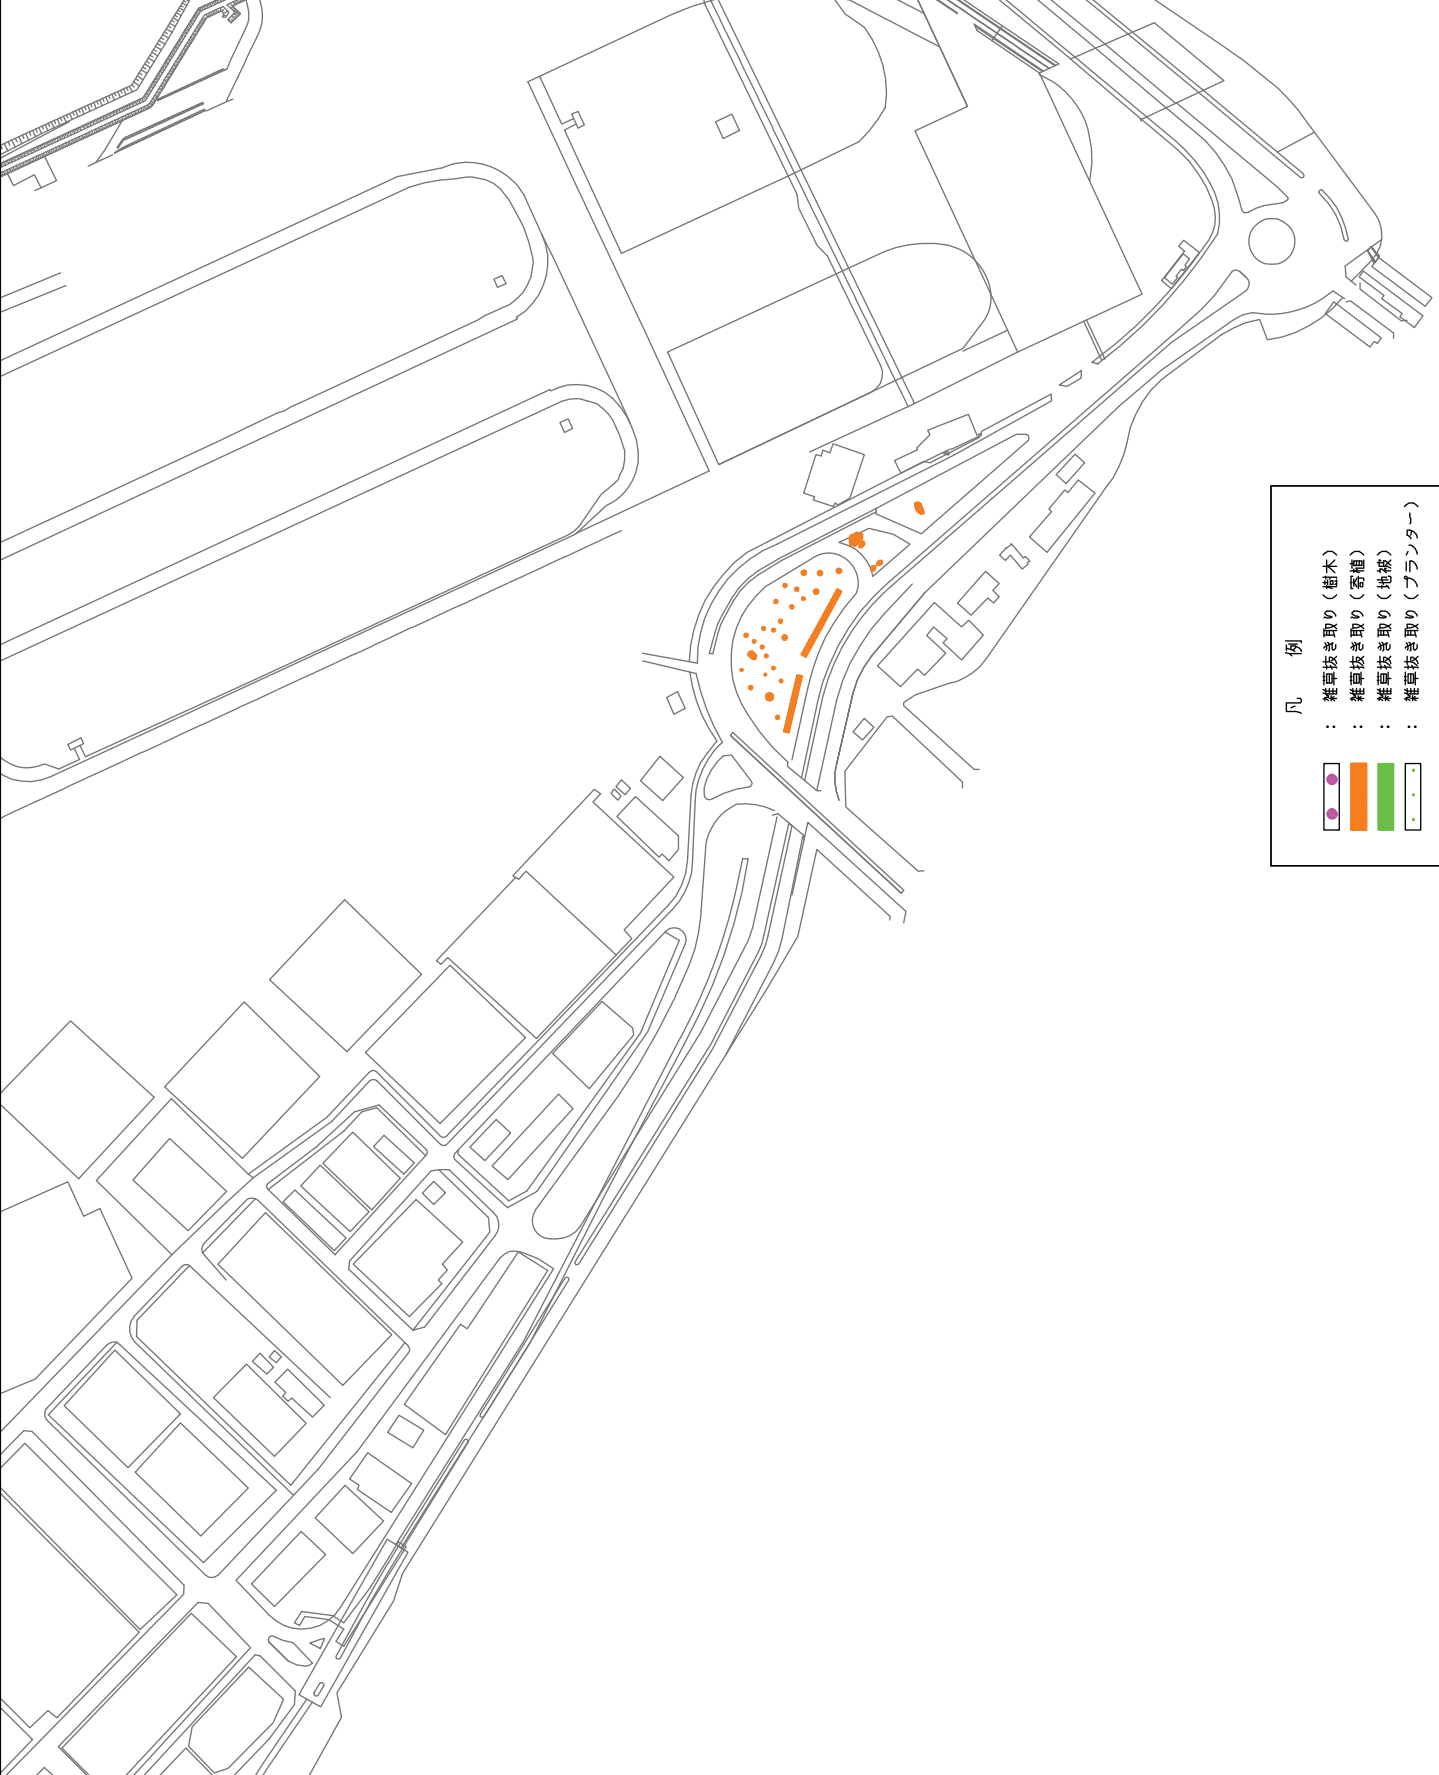 凡 例
： 雑草抜き取り（樹木）
： 雑草抜き取り（寄植）
： 雑草抜き取り（地被）
： 雑草抜き取り（プランター）